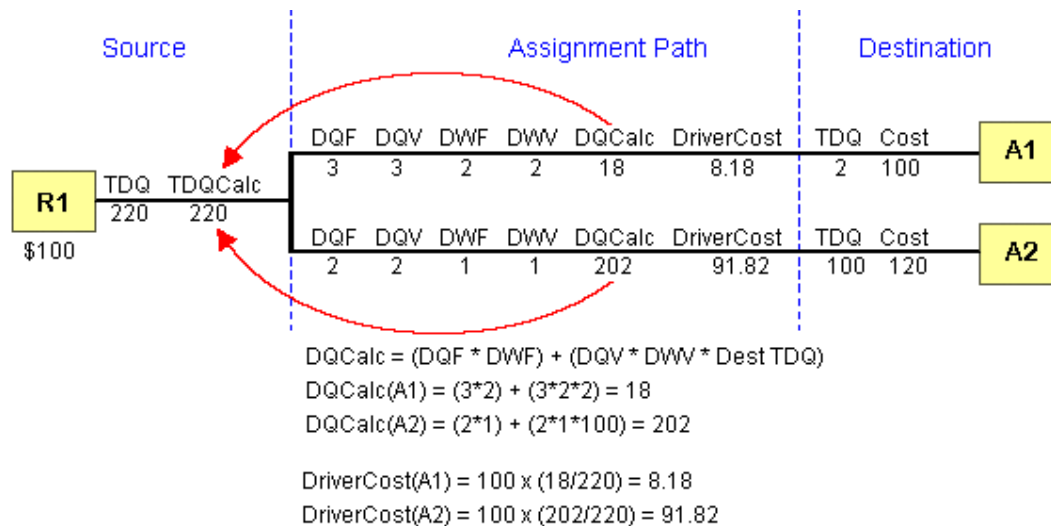 Source Assignment Path Destination
DQF DQV DWF DWV DQCalc DriverCost TDQ Cost
3 3 2 2 18 8.18 2 100
A1
R1
TDQ TDQCalc
220 220
$100
DQF DQV DWF DWV DQCalc DriverCost TDQ Cost
2 2 1 1 202 91.82 100 120
A2
DQCalc = (DQF * DWF) + (DQV * DWV * Dest TDQ)
DQCalc(A1) = (3*2) + (3*2*2) = 18
DQCalc(A2) = (2*1) + (2*1*100) = 202
DriverCost(A1) = 100 x (18/220) = 8.18
DriverCost(A2) = 100 x (202/220) = 91.82